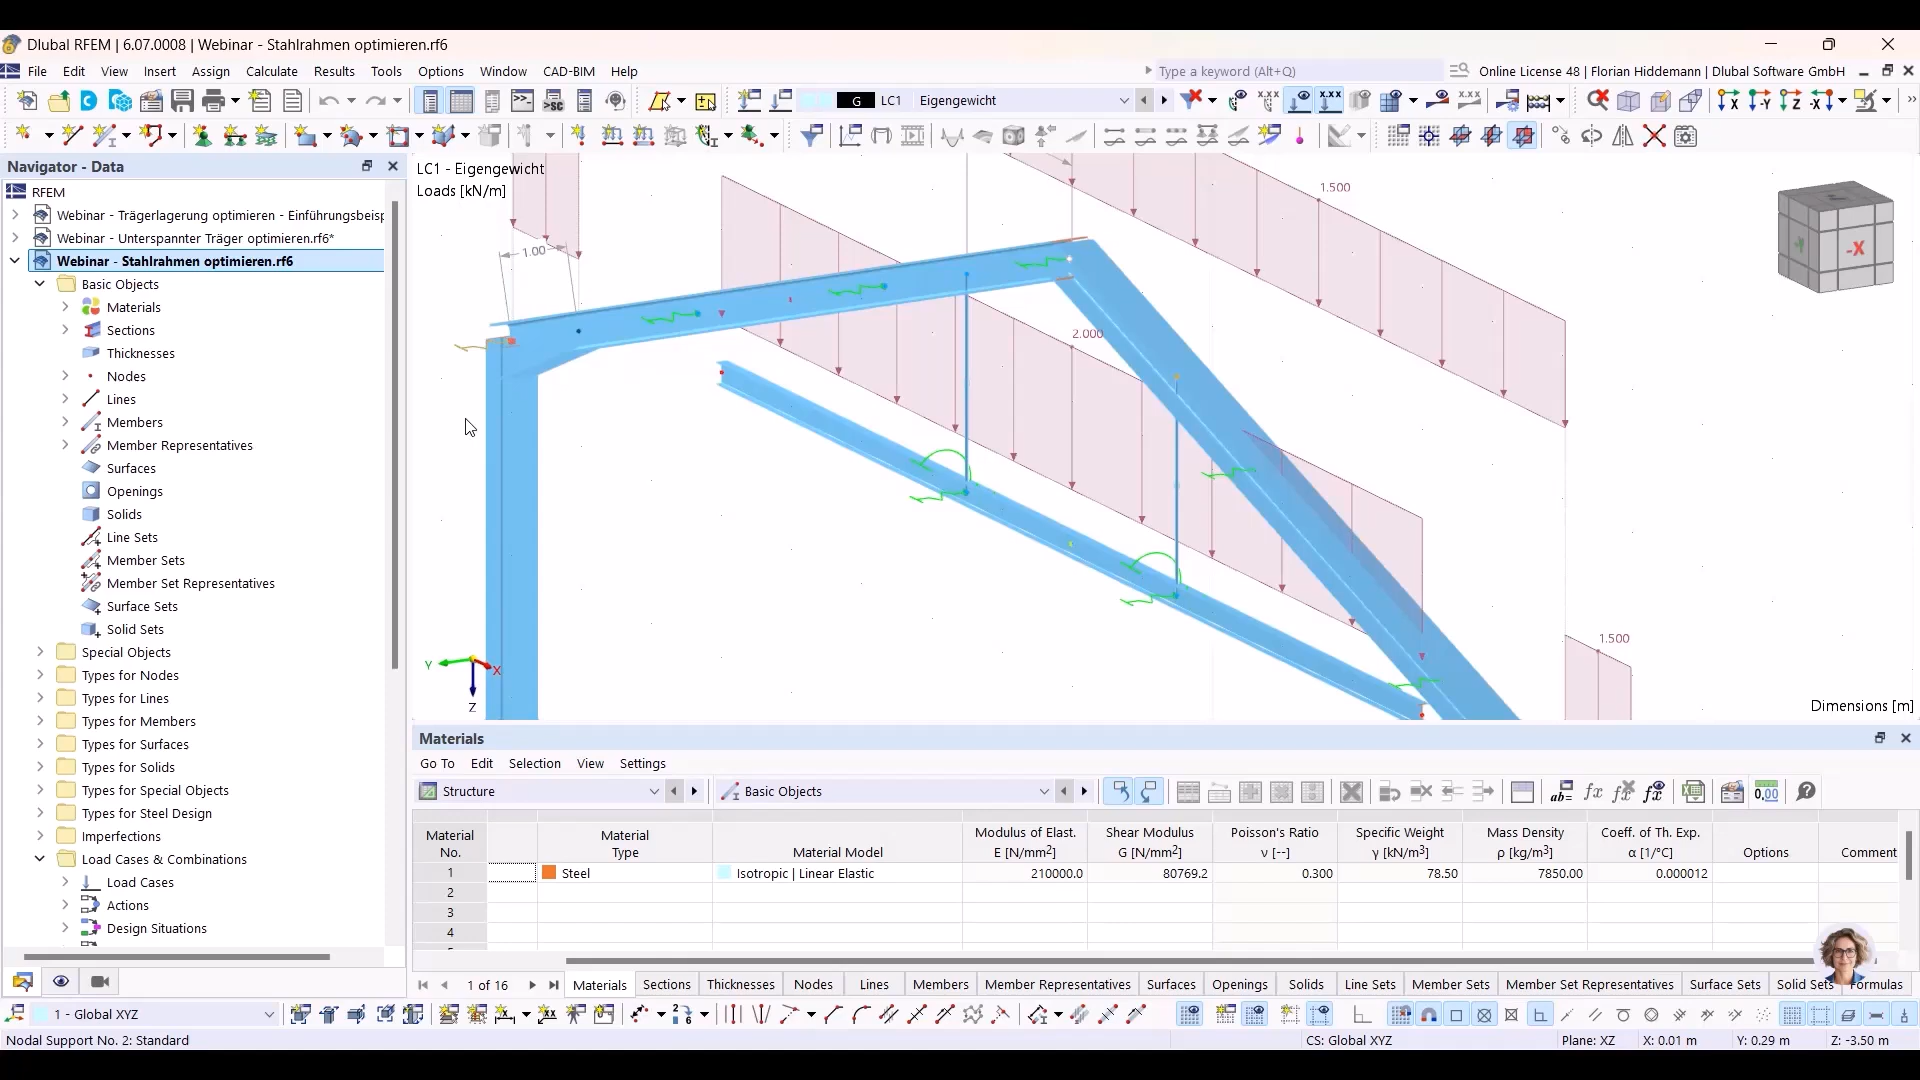 Dlubal RFEM | 6.07.0008 | Webinar - Stahlrahmen optimieren.rf6
File Edit View Insert Assign Calculate Results Tools Options Window CAD-BIM Help
Type a keyword (Alt+Q)
Online License 48 | Florian Hiddemann | Dlubal Software GmbH
G LC1 Eigengewicht
Navigator - Data
RFEM
Webinar - Trägerlagerung optimieren - Einführungsbeisp
Webinar - Unterspannter Träger optimieren.rf6*
Webinar - Stahlrahmen optimieren.rf6
Basic Objects
Materials
Sections
Thicknesses
Nodes
Lines
Members
Member Representatives
Surfaces
Openings
Solids
Line Sets
Member Sets
Member Set Representatives
Surface Sets
Solid Sets
Special Objects
Types for Nodes
Types for Lines
Types for Members
Types for Surfaces
Types for Solids
Types for Special Objects
Types for Steel Design
Imperfections
Load Cases & Combinations
Load Cases
Actions
Design Situations
LC1 - Eigengewicht
Loads [kN/m]
1.500
1.00
2.000
1.500
-X
-Y
Y
X
Z
Dimensions [m]
Materials
Go To Edit Selection View Settings
Structure
Basic Objects
Material No.
Material Type
Material Model
Modulus of Elast. E [N/mm²]
Shear Modulus G [N/mm²]
Poisson's Ratio ν [--]
Specific Weight γ [kN/m³]
Mass Density ρ [kg/m³]
Coeff. of Th. Exp. α [1/°C]
Options
Comment
1 Steel Isotropic | Linear Elastic 210000.0 80769.2 0.300 78.50 7850.00 0.000012
2
3
4
1 of 16
Materials Sections Thicknesses Nodes Lines Members Member Representatives Surfaces Openings Solids Line Sets Member Sets Member Set Representatives Surface Sets Solid Sets Formulas
1 - Global XYZ
Nodal Support No. 2: Standard
CS: Global XYZ
Plane: XZ
X: 0.01 m
Y: 0.29 m
Z: -3.50 m